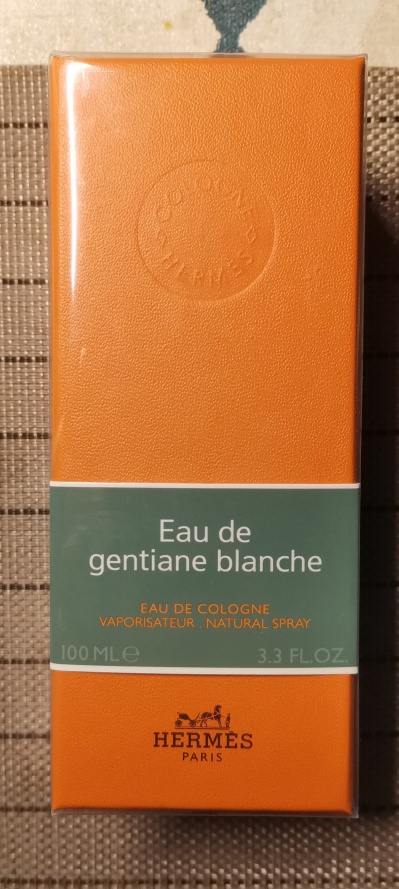 COLOGNE
HERMÈS
Eau de
gentiane blanche
EAU DE COLOGNE
VAPORISATEUR . NATURAL SPRAY
100 ML ℮ 3.3 FL.OZ.
HERMÈS
PARIS